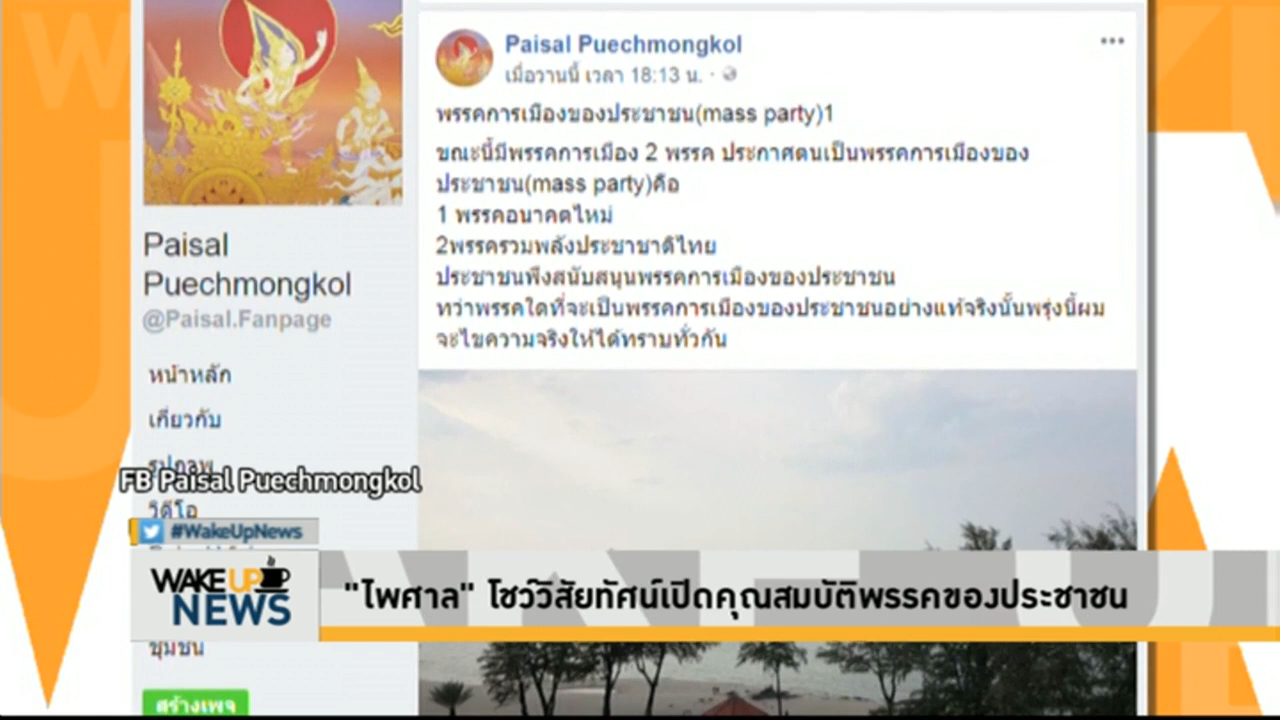 Paisal Puechmongkol
เมื่อวานนี้ เวลา 18:13 น. ·
พรรคการเมืองของประชาชน(mass party)1
ขณะนี้มีพรรคการเมือง 2 พรรค ประกาศตนเป็นพรรคการเมืองของ
ประชาชน(mass party)คือ
1 พรรคอนาคตใหม่
2พรรครวมพลังประชาชาติไทย
ประชาชนพึงสนับสนุนพรรคการเมืองของประชาชน
ทว่าพรรคใดที่จะเป็นพรรคการเมืองของประชาชนอย่างแท้จริงนั้นพรุ่งนี้ผม
จะไขความจริงให้ได้ทราบทั่วกัน
Paisal
Puechmongkol
@Paisal.Fanpage
หน้าหลัก
เกี่ยวกับ
รูปภาพ
FB Paisal Puechmongkol
วิดีโอ
#WakeUpNews
WAKE UP
NEWS
"ไพศาล" โชว์วิสัยทัศน์เปิดคุณสมบัติพรรคของประชาชน
ชุมชน
สร้างเพจ